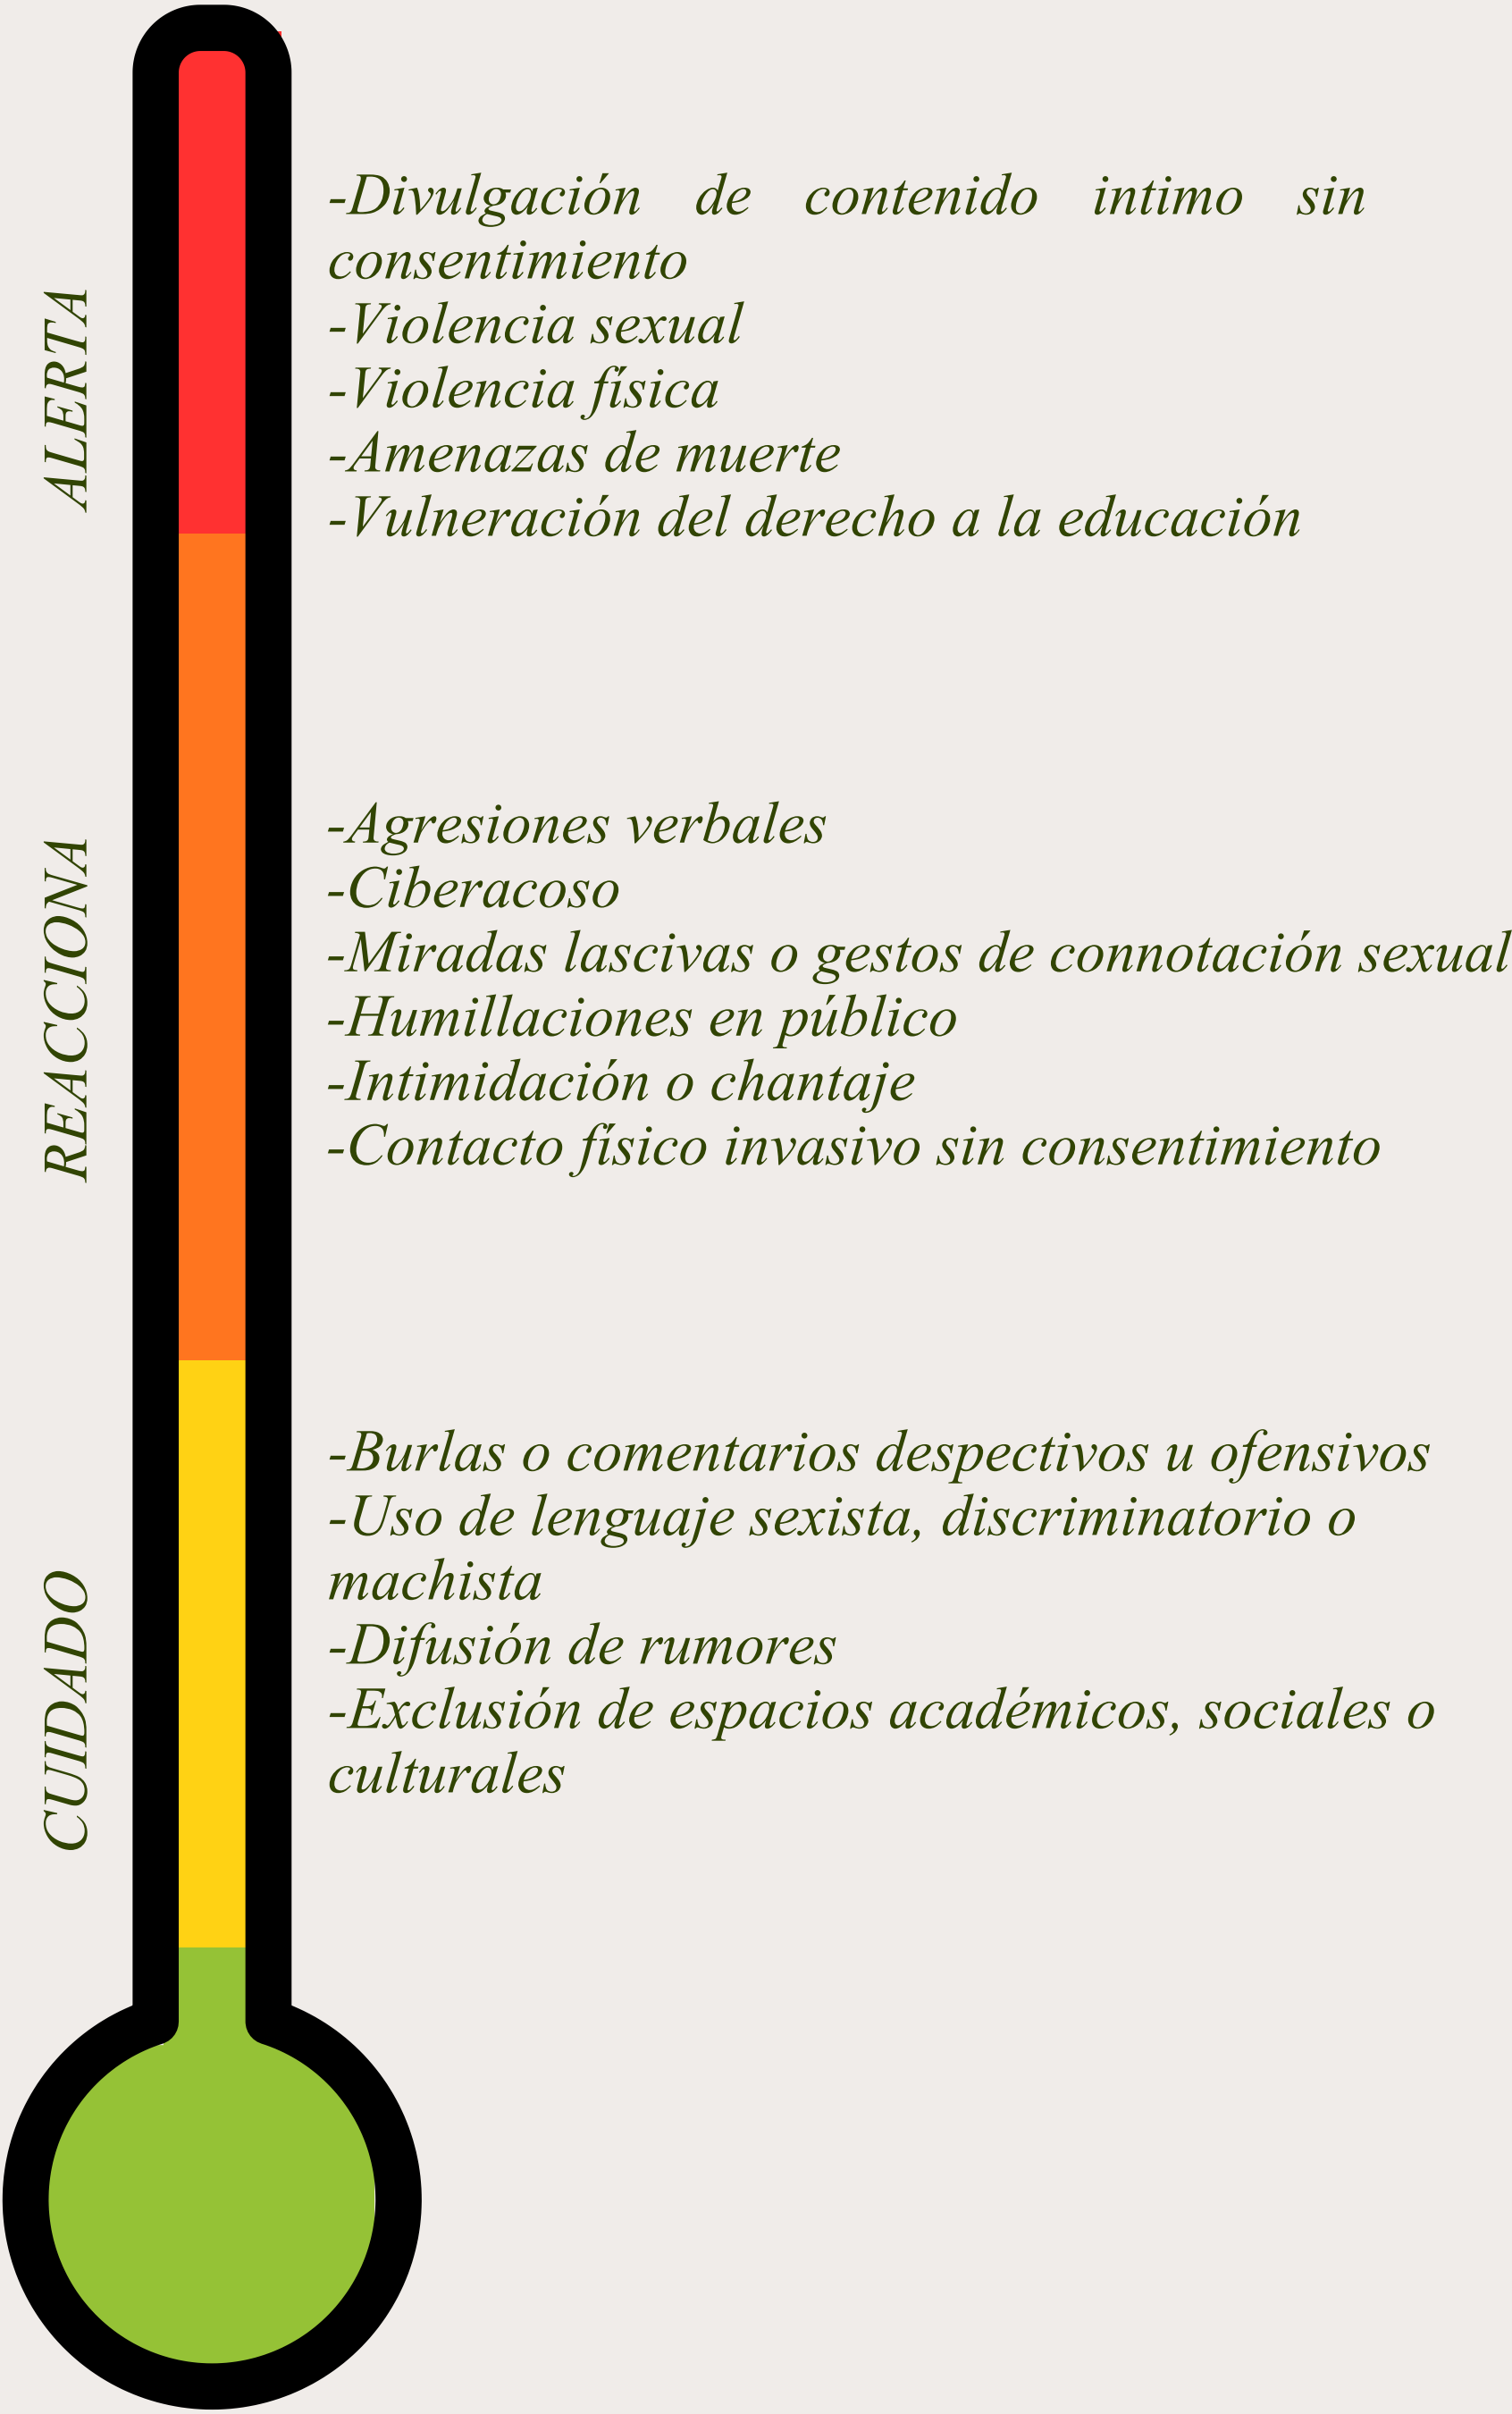 ALERTA
-Divulgación de contenido intimo sin
consentimiento
-Violencia sexual
-Violencia física
-Amenazas de muerte
-Vulneración del derecho a la educación
REACCIONA
-Agresiones verbales
-Ciberacoso
-Miradas lascivas o gestos de connotación sexual
-Humillaciones en público
-Intimidación o chantaje
-Contacto físico invasivo sin consentimiento
CUIDADO
-Burlas o comentarios despectivos u ofensivos
-Uso de lenguaje sexista, discriminatorio o
machista
-Difusión de rumores
-Exclusión de espacios académicos, sociales o
culturales